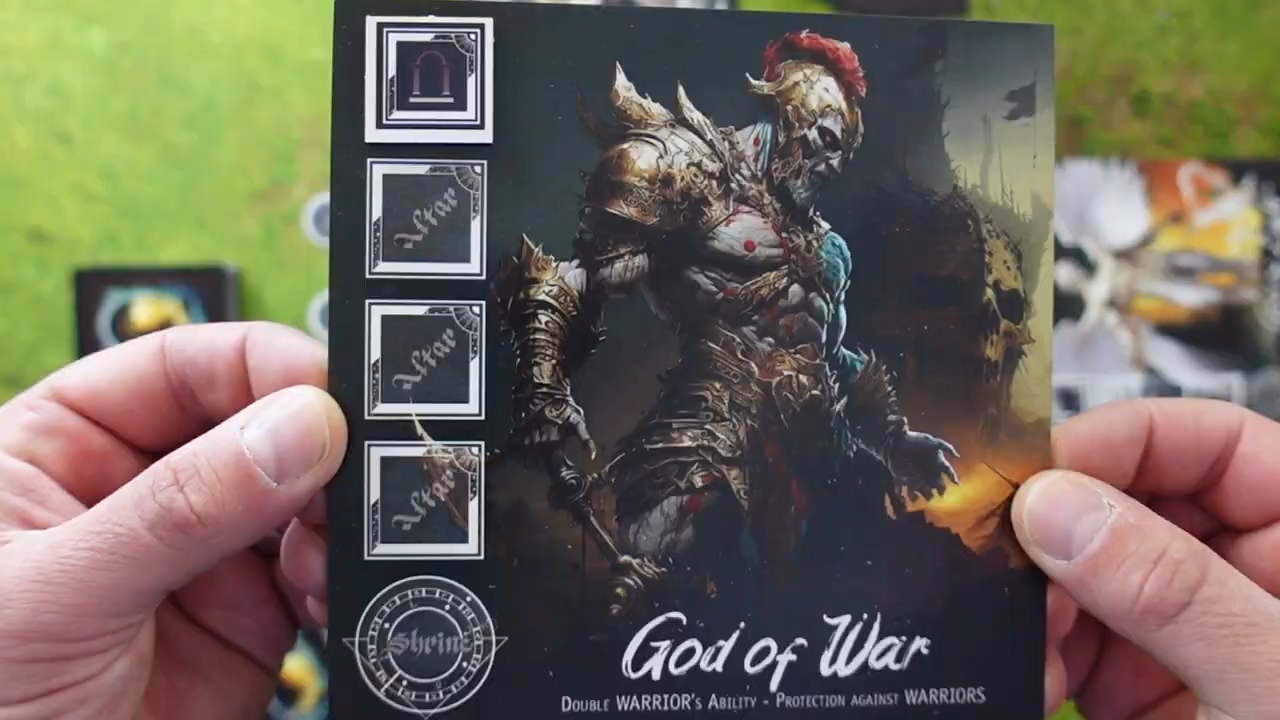 Altar
Altar
Altar
Shrine
God of War
DOUBLE WARRIOR'S ABILITY - PROTECTION AGAINST WARRIORS